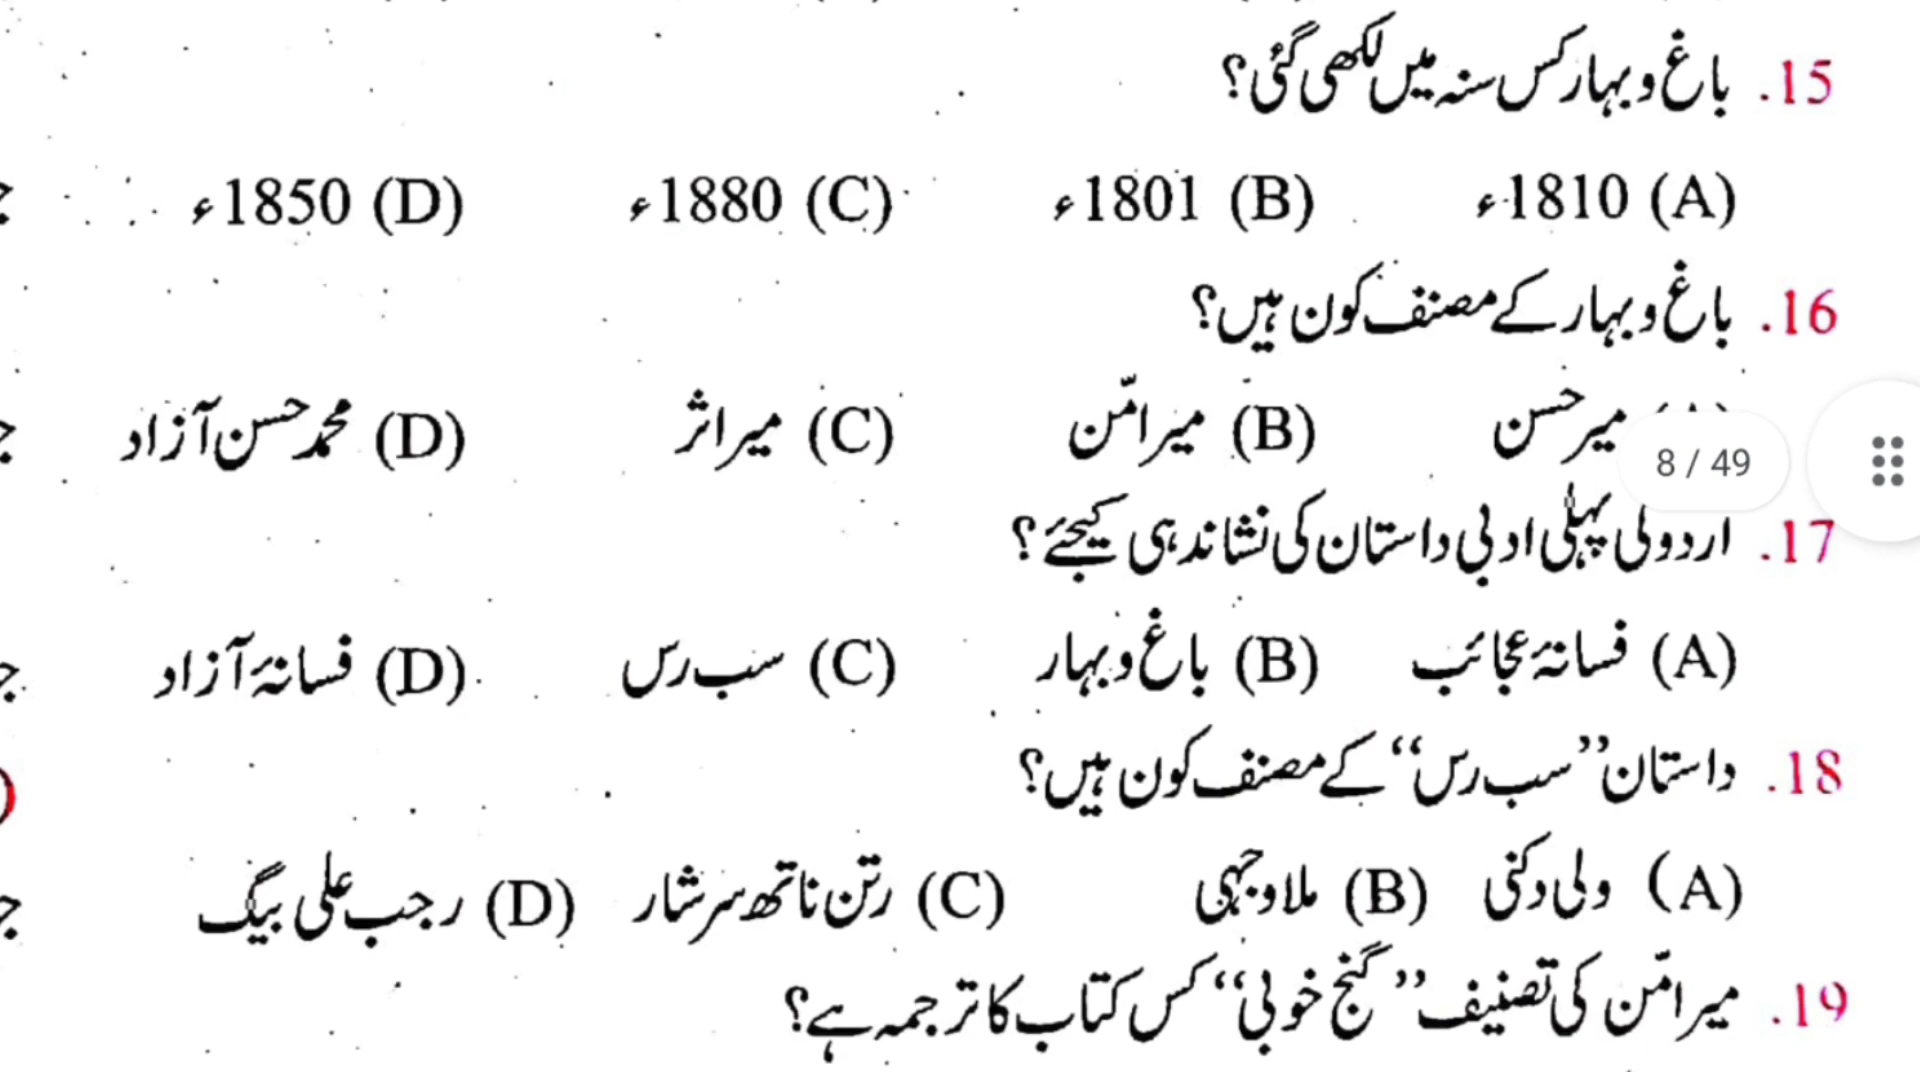 15. باغ و بہار کس سنہ میں لکھی گئی؟
(A) 1810ء (B) 1801ء (C) 1880ء (D) 1850ء
16. باغ و بہار کے مصنف کون ہیں؟
میر حسن (B) میر امّن (C) میر اثر (D) محمد حسن آزاد
8 / 49
17. اردو کی پہلی ادبی داستان کی نشاندہی کیجئے؟
(A) فسانۂ عجائب (B) باغ و بہار (C) سب رس (D) فسانۂ آزاد
18. داستان ”سب رس“ کے مصنف کون ہیں؟
(A) ولی دکنی (B) ملا وجہی (C) رتن ناتھ سرشار (D) رجب علی بیگ
19. میر امّن کی تصنیف ”گنج خوبی“ کس کتاب کا ترجمہ ہے؟